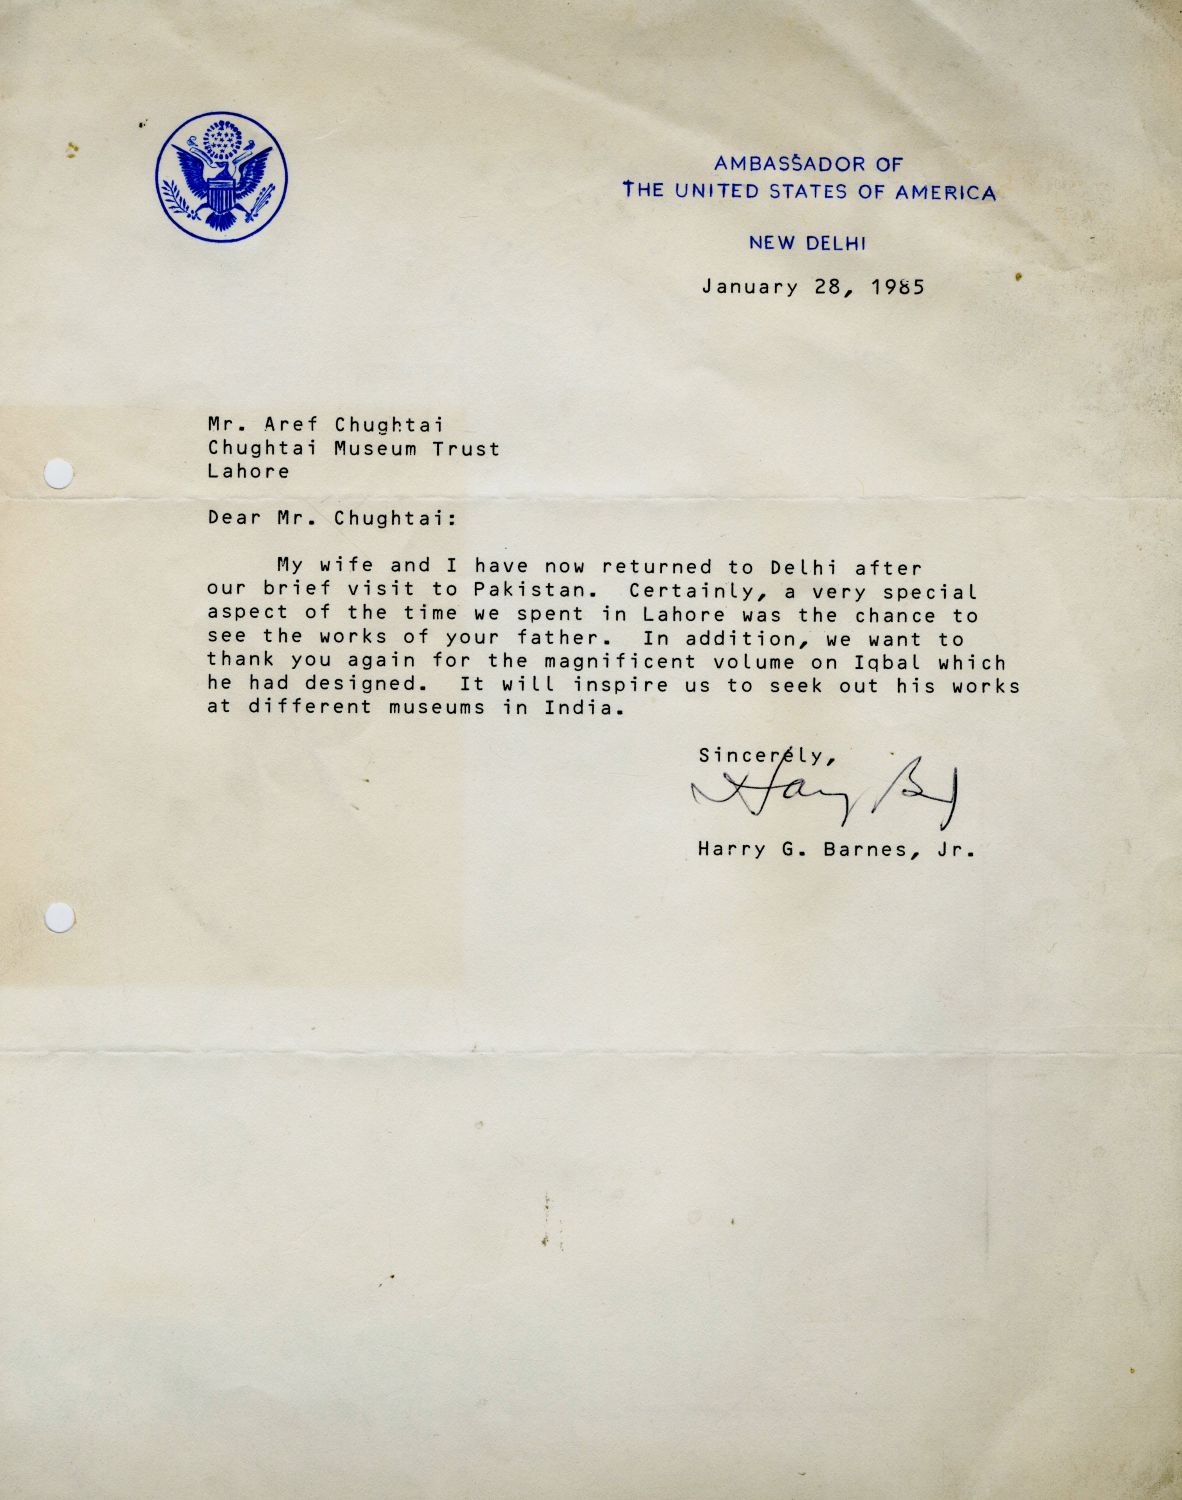 AMBASSADOR OF
THE UNITED STATES OF AMERICA
NEW DELHI
January 28, 1985
Mr. Aref Chughtai
Chughtai Museum Trust
Lahore
Dear Mr. Chughtai:
My wife and I have now returned to Delhi after
our brief visit to Pakistan. Certainly, a very special
aspect of the time we spent in Lahore was the chance to
see the works of your father. In addition, we want to
thank you again for the magnificent volume on Iqbal which
he had designed. It will inspire us to seek out his works
at different museums in India.
Sincerely,
Harry B
Harry G. Barnes, Jr.